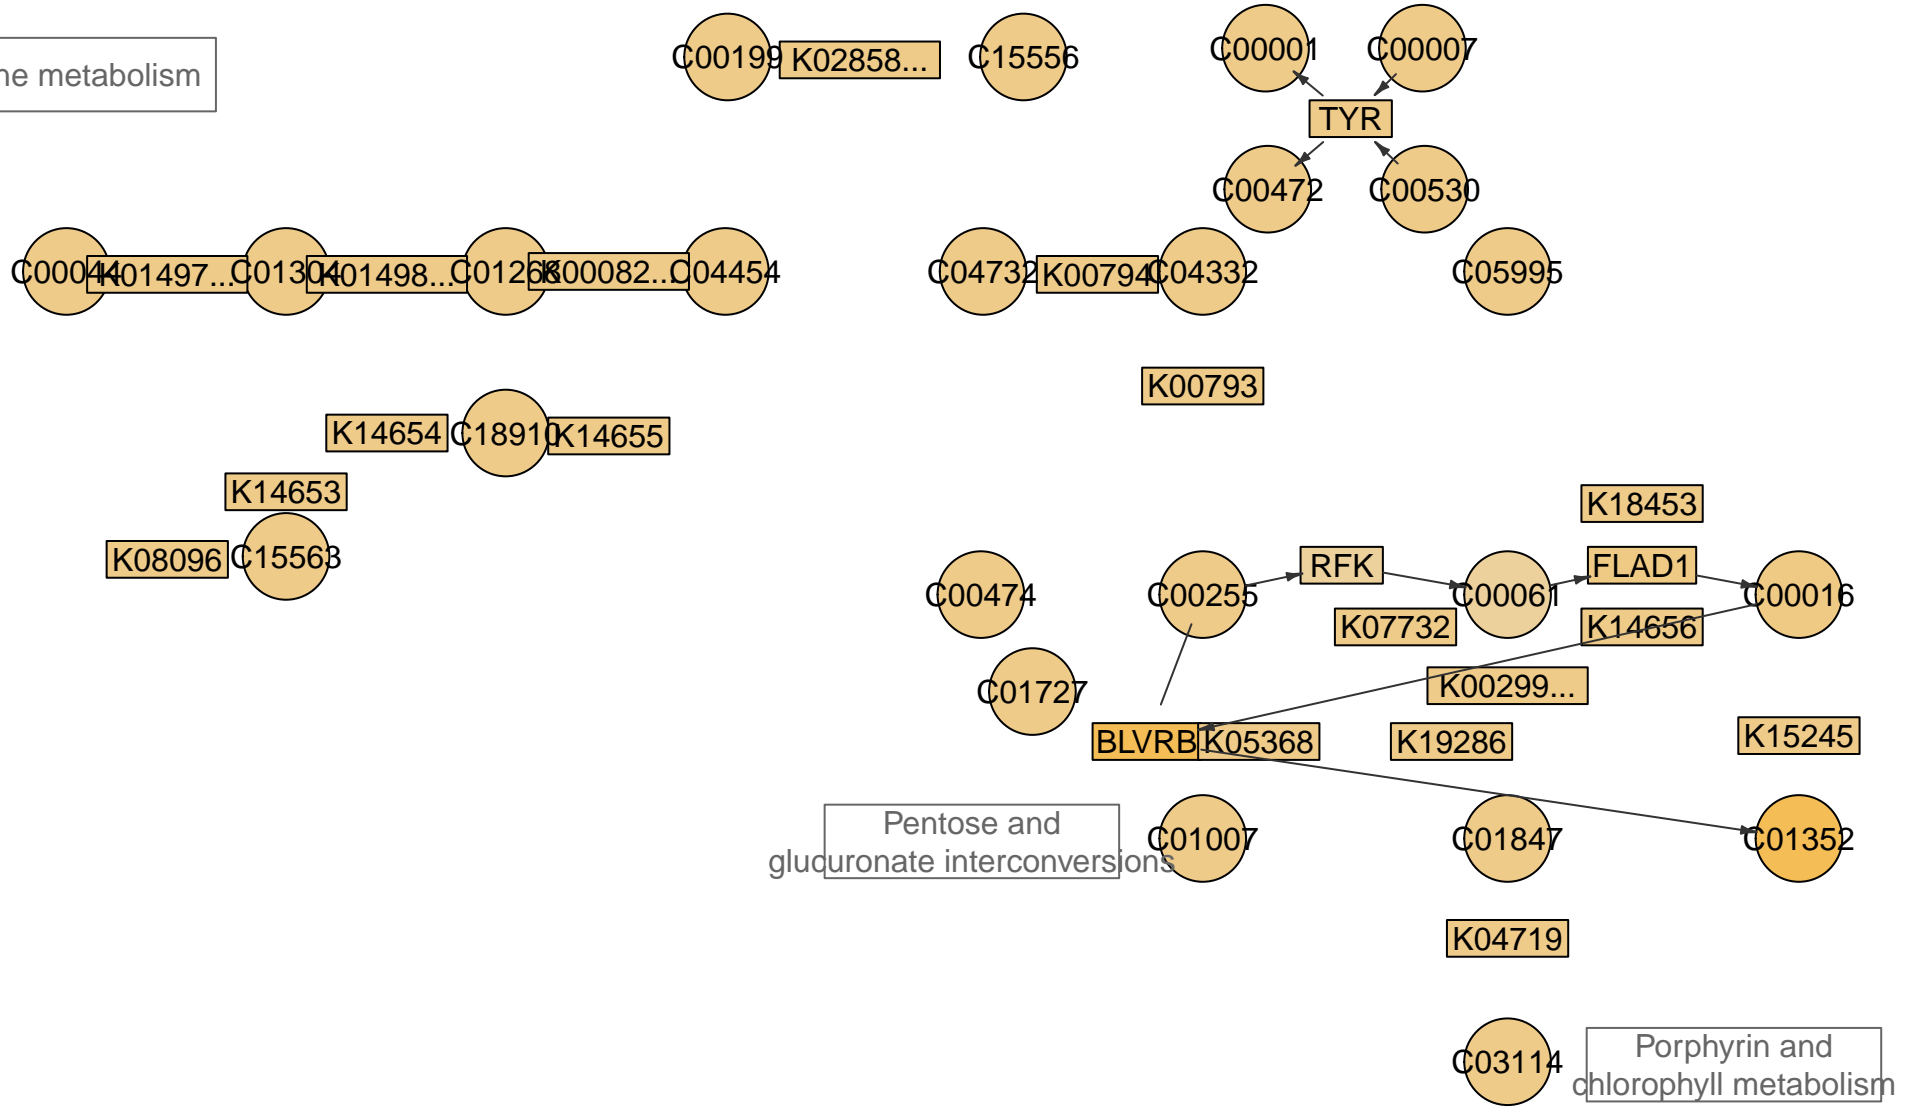 C00199
K02858...
C15556
C00001
C00007
ne metabolism
TYR
C00472
C00530
C00044
K01497...
C01304
K01498...
C01268
K00082...
C04454
C04732
K00794
C04332
C05995
K00793
K14654
C18910
K14655
K14653
K08096
C15563
K18453
C00474
C00255
RFK
C00061
FLAD1
C00016
K07732
K14656
C01727
K00299...
BLVRB
K05368
K19286
K15245
Pentose and
glucuronate interconversions
C01007
C01847
C01352
K04719
C03114
Porphyrin and
chlorophyll metabolism